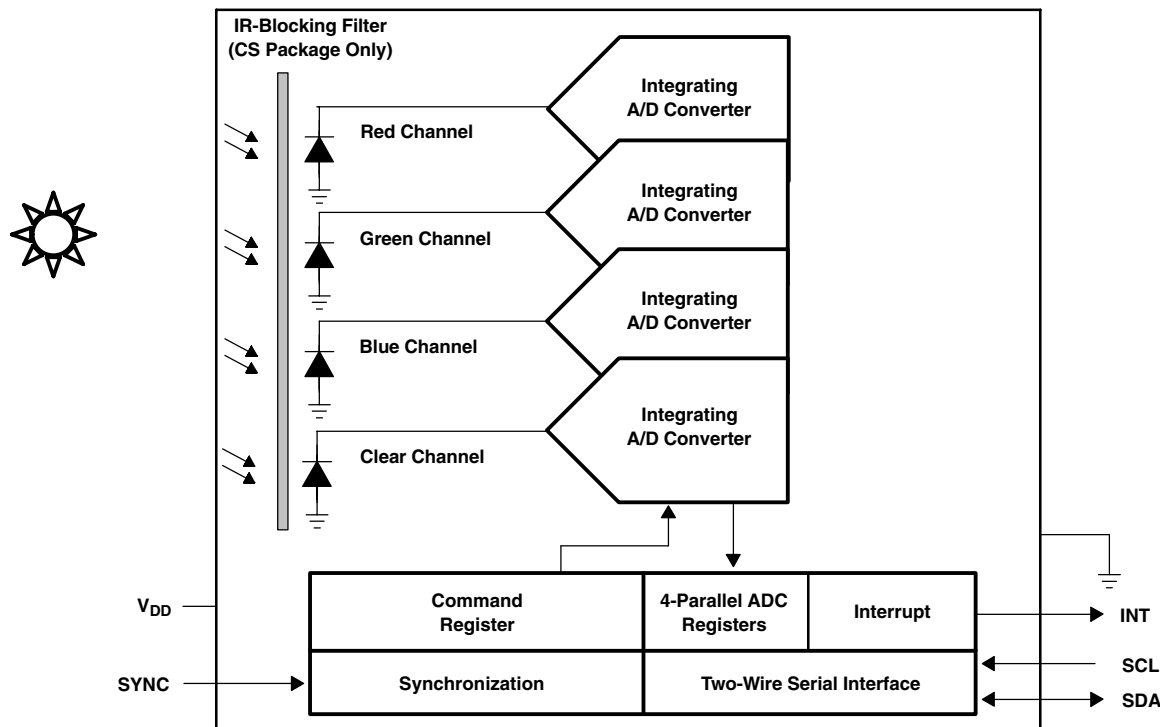 IR-Blocking Filter
(CS Package Only)
Integrating
A/D Converter
Red Channel
Integrating
A/D Converter
Green Channel
Integrating
A/D Converter
Blue Channel
Integrating
A/D Converter
Clear Channel
VDD
Command
Register
4-Parallel ADC
Registers
Interrupt
INT
SYNC
Synchronization
Two-Wire Serial Interface
SCL
SDA